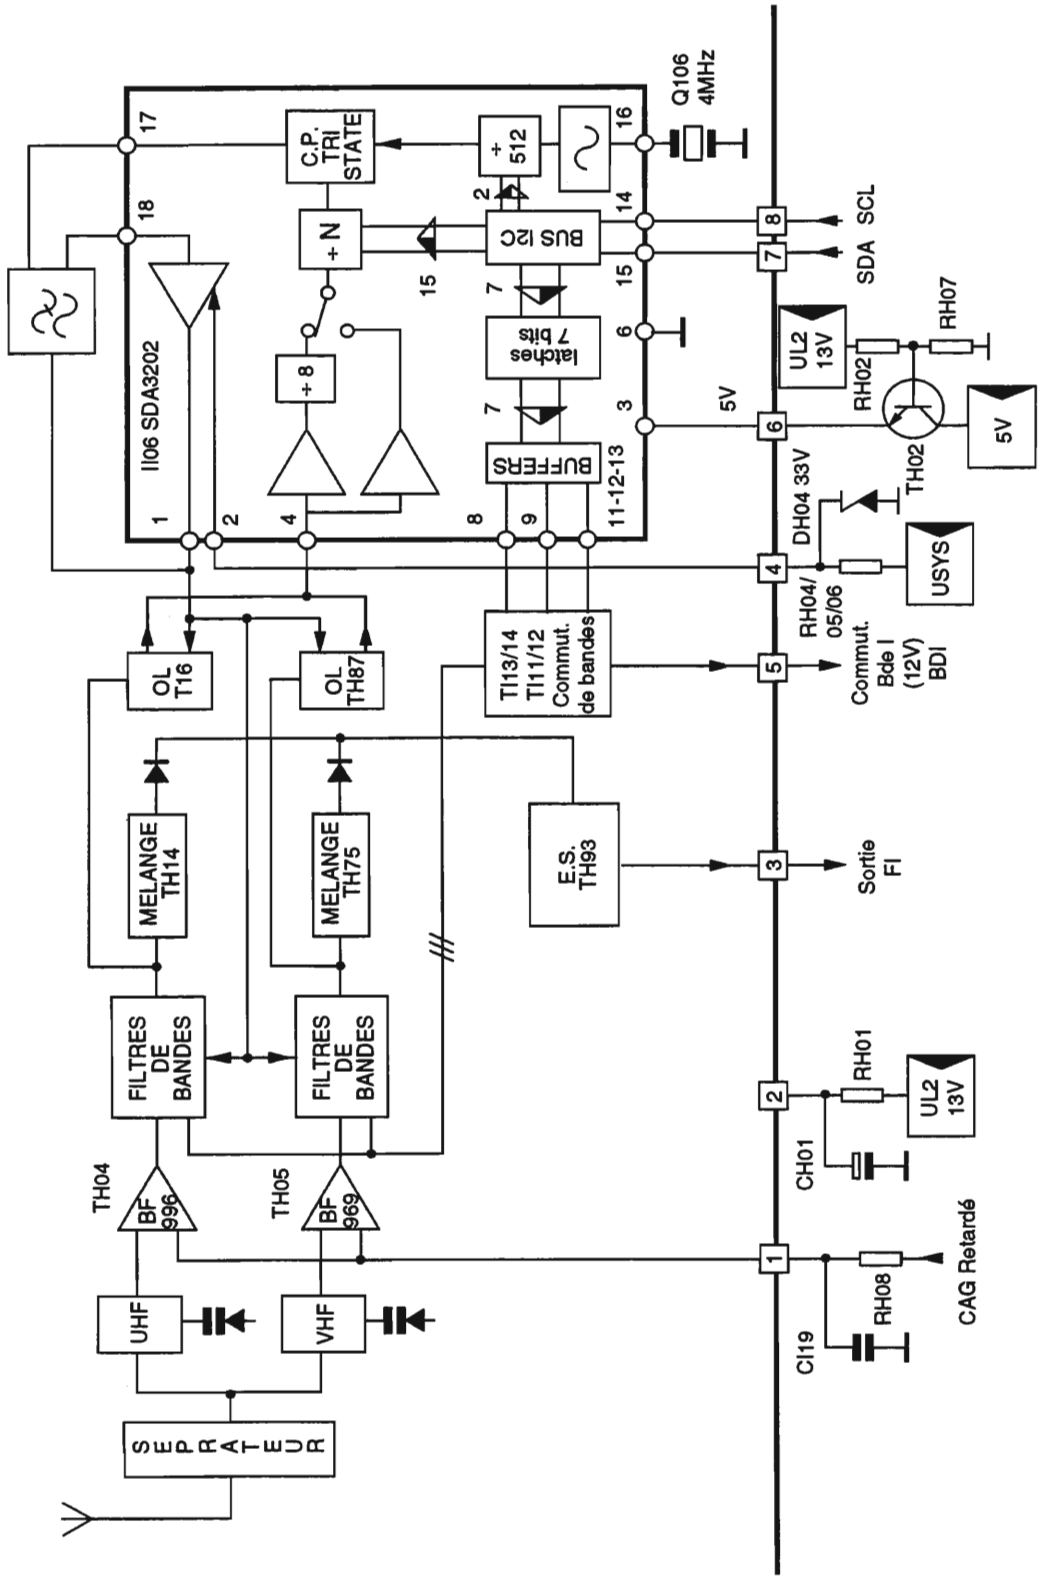 SEPRATEUR
UHF
VHF
TH04
BF
996
TH05
BF
969
FILTRES
DE
BANDES
FILTRES
DE
BANDES
MELANGE
TH14
MELANGE
TH75
OL
T16
OL
TH87
E.S.
TH93
TI13/14
TI11/12
Commut.
de bandes
II06 SDA3202
1
2
4
8
9
11-12-13
3
6
15
14
16
17
18
÷ 8
÷ N
C.P.
TRI
STATE
÷
512
BUFFERS
7
latches
7 bits
7
BUS I2C
15
2
Q106
4MHz
1
2
3
5
4
6
7
8
CI19
RH08
CAG Retardé
CH01
RH01
UL2
13V
Sortie
FI
Commut.
Bde I
(12V)
BDI
RH04/
05/06
DH04 33V
USYS
5V
TH02
5V
RH02
UL2
13V
RH07
SDA
SCL